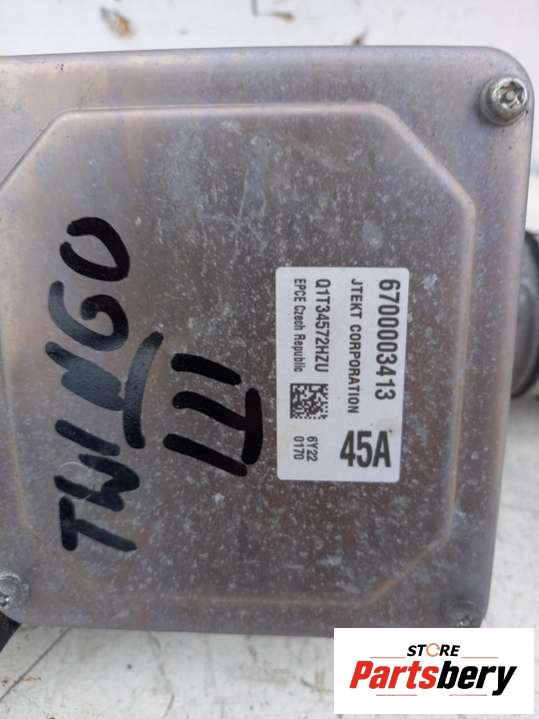 TWINGO
III
6700003413
JTEKT CORPORATION
45A
Q1T34572HZU
EPCE Czech Republic
6Y22
0170
STORE
Partsbery